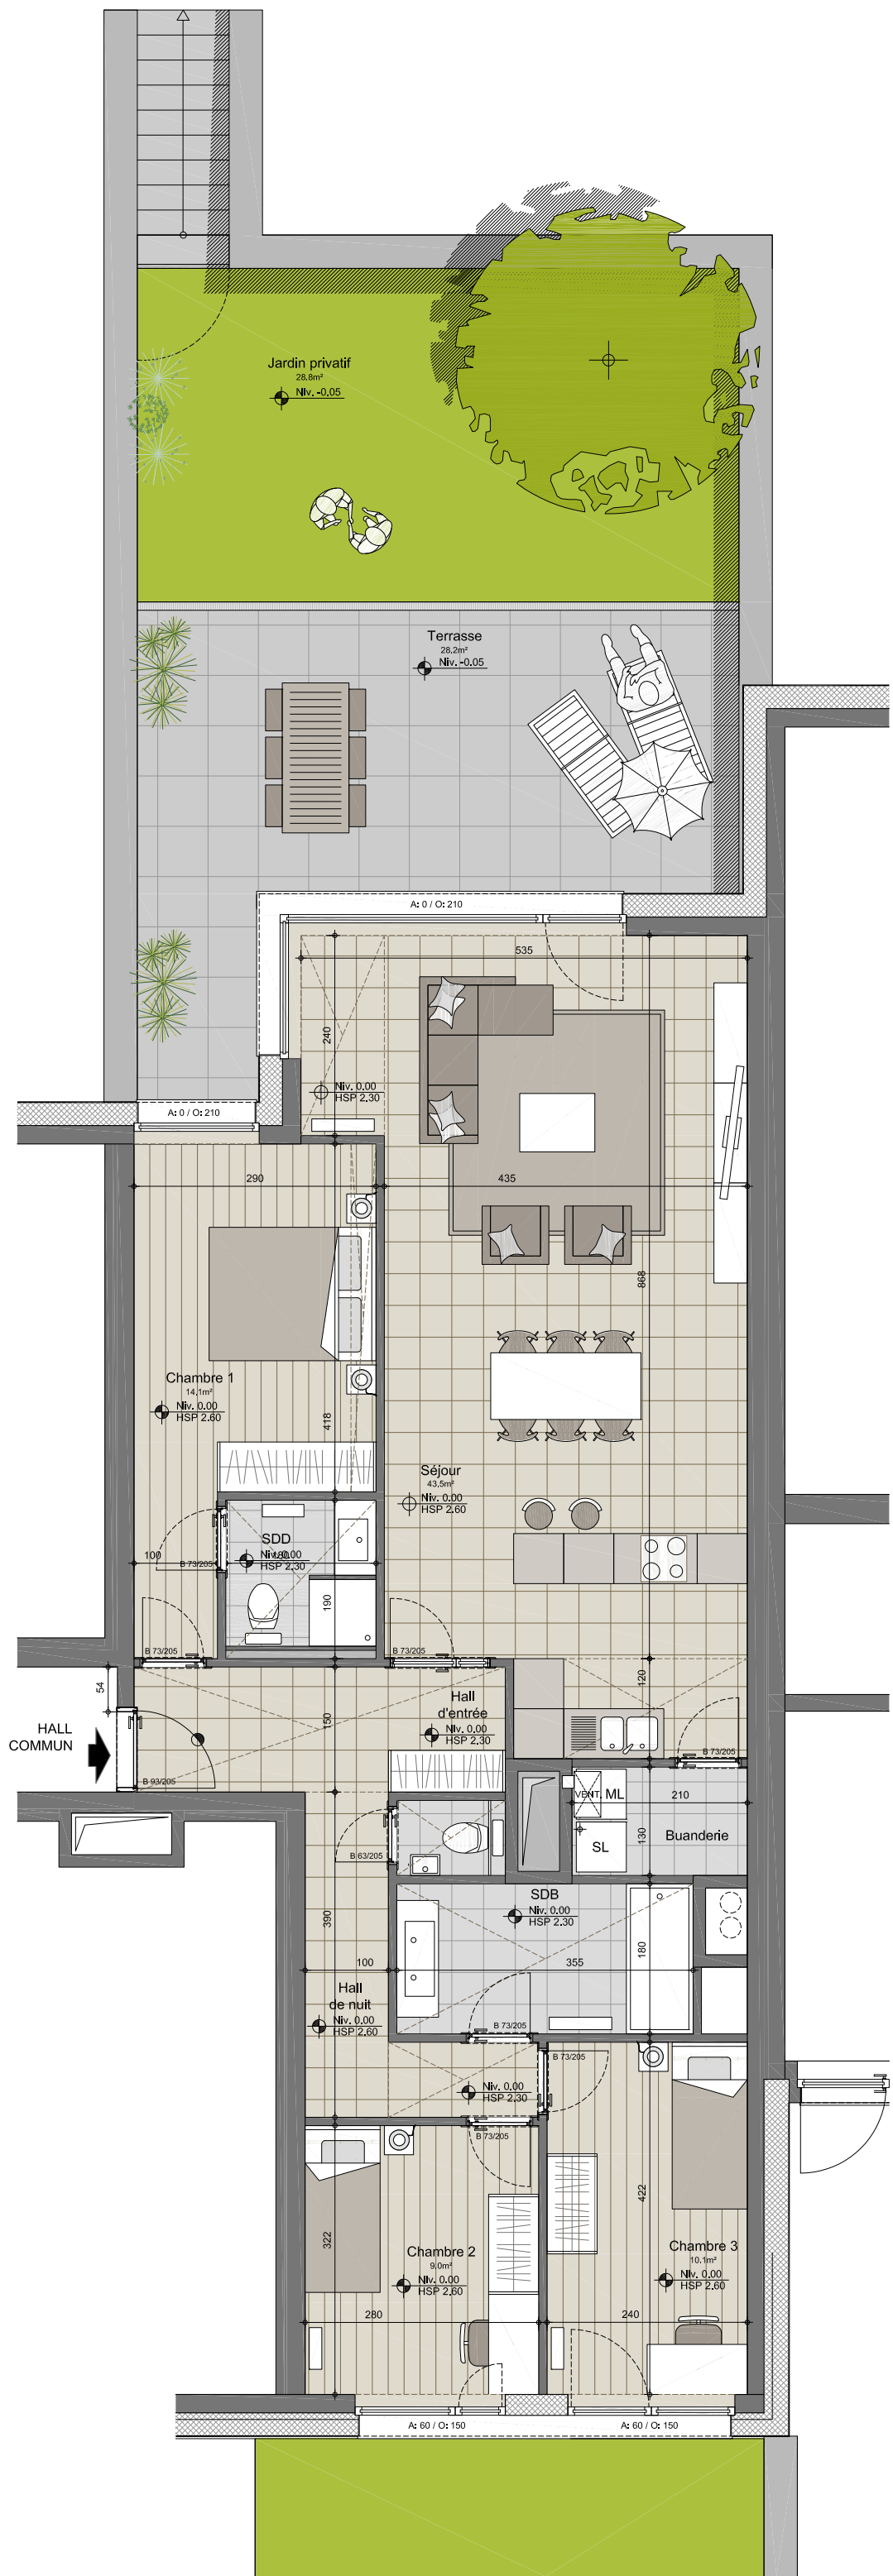 Jardin privatif
28.8m²
Niv. -0.05
Terrasse
28.2m²
Niv. -0.05
A: 0 / O: 210
535
240
Niv. 0.00
HSP 2.30
A: 0 / O: 210
290
435
868
Chambre 1
14,1m²
Niv. 0.00
HSP 2.60
418
Séjour
43,5m²
Niv. 0.00
HSP 2.60
SDD
Niv. 0.00
HSP 2.30
100
180
B 73/205
190
B 73/205
B 73/205
54
150
120
Hall
d'entrée
Niv. 0.00
HSP 2.30
HALL
COMMUN
B 93/205
B 73/205
VENT.
ML
210
130
SL
Buanderie
B 63/205
SDB
Niv. 0.00
HSP 2.30
390
180
100
355
Hall
de nuit
Niv. 0.00
HSP 2.60
B 73/205
B 73/205
Niv. 0.00
HSP 2.30
B 73/205
322
422
Chambre 2
9.0m²
Niv. 0.00
HSP 2.60
Chambre 3
10.1m²
Niv. 0.00
HSP 2.60
280
240
A: 60 / O: 150
A: 60 / O: 150